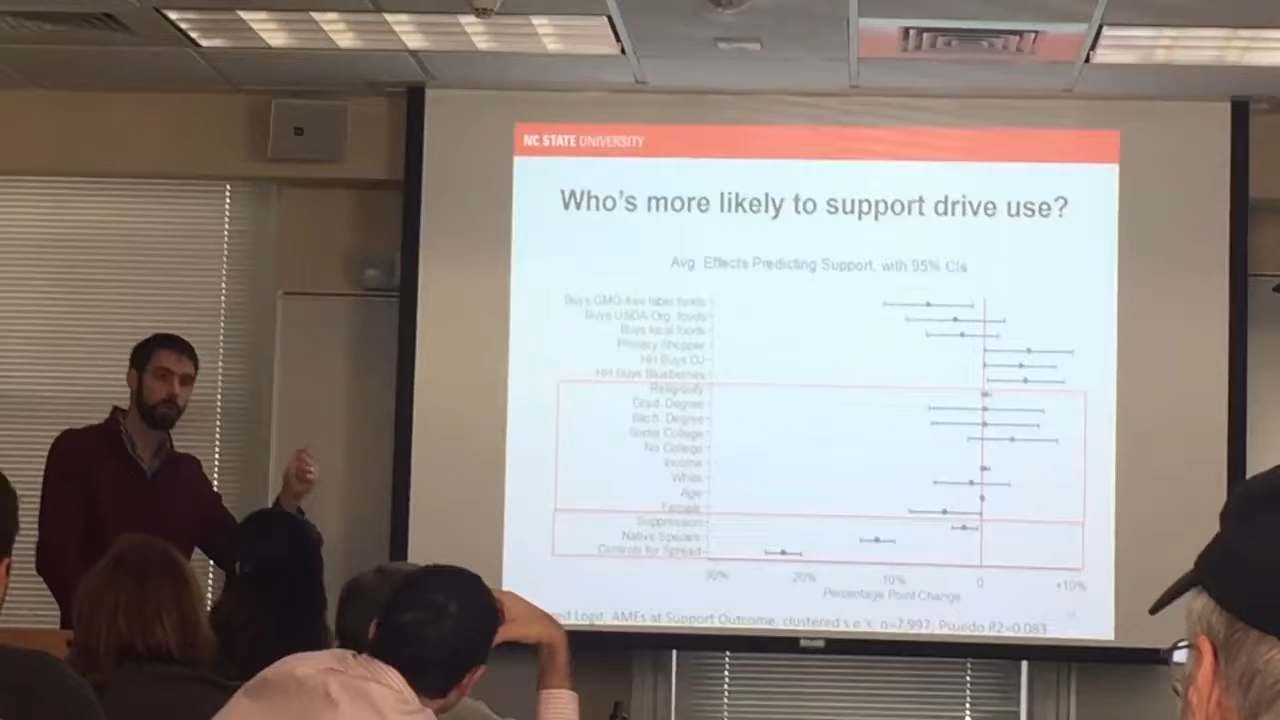 NC STATE UNIVERSITY
Who's more likely to support drive use?
Avg. Effects Predicting Support, with 95% CIs
Buys GMO-free label foods
Buys USDA Org. foods
Buys local foods
Primary Shopper
HH Buys OJ
HH Buys Blueberries
Religiosity
Grad. Degree
Bach. Degree
Some College
No College
Income
White
Age
Female
Suppression
Native Species
Controls for Spread
30% 20% 10% 0 +10%
Percentage Point Change
Logit, AMEs at Support Outcome, clustered s.e.'s, n=7,997, Psuedo R2=0.083